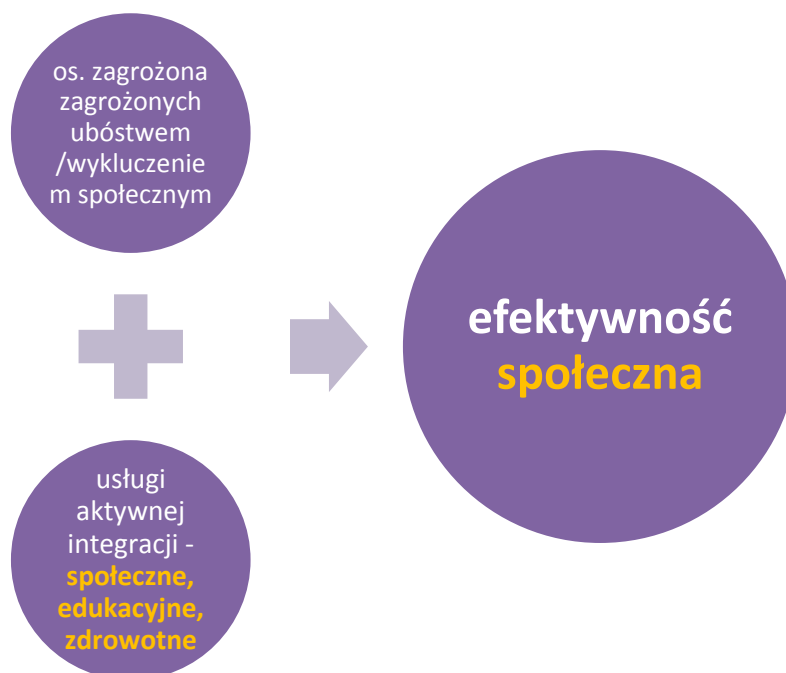 os. zagrożona
zagrożonych
ubóstwem
/wykluczenie
m społecznym
usługi
aktywnej
integracji -
społeczne,
edukacyjne,
zdrowotne
efektywność
społeczna